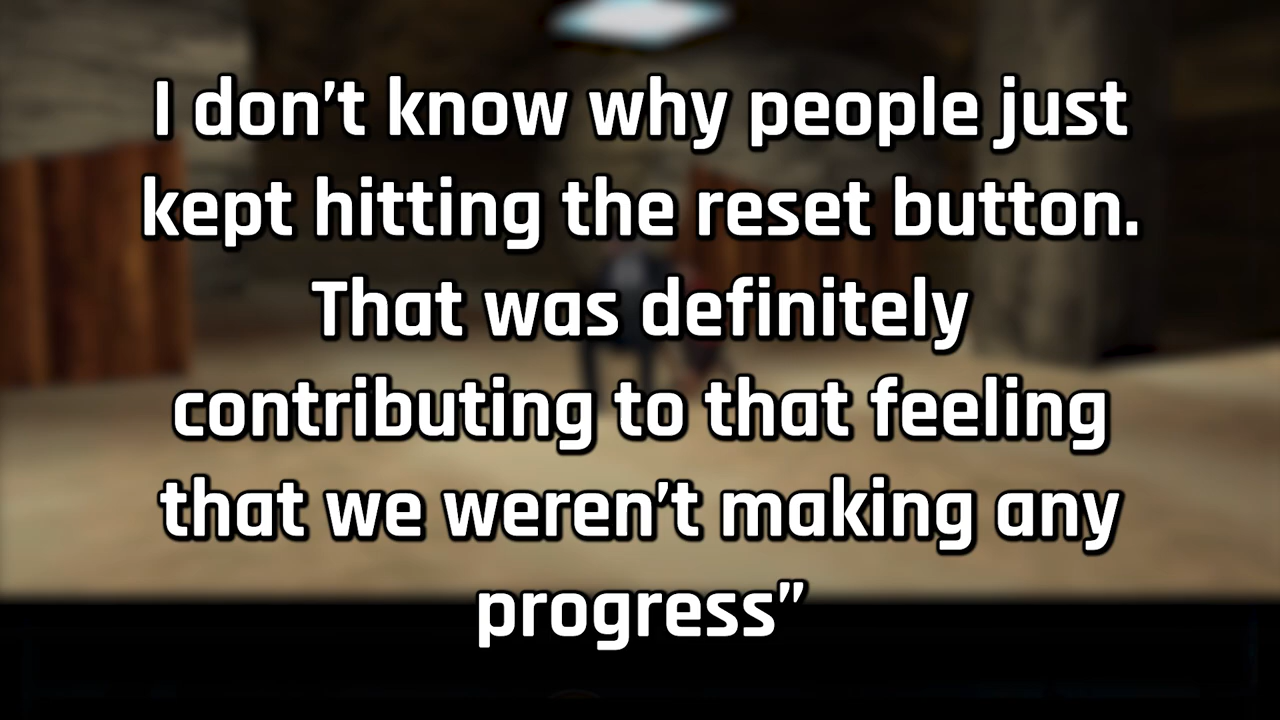 I don’t know why people just
kept hitting the reset button.
That was definitely
contributing to that feeling
that we weren’t making any
progress”